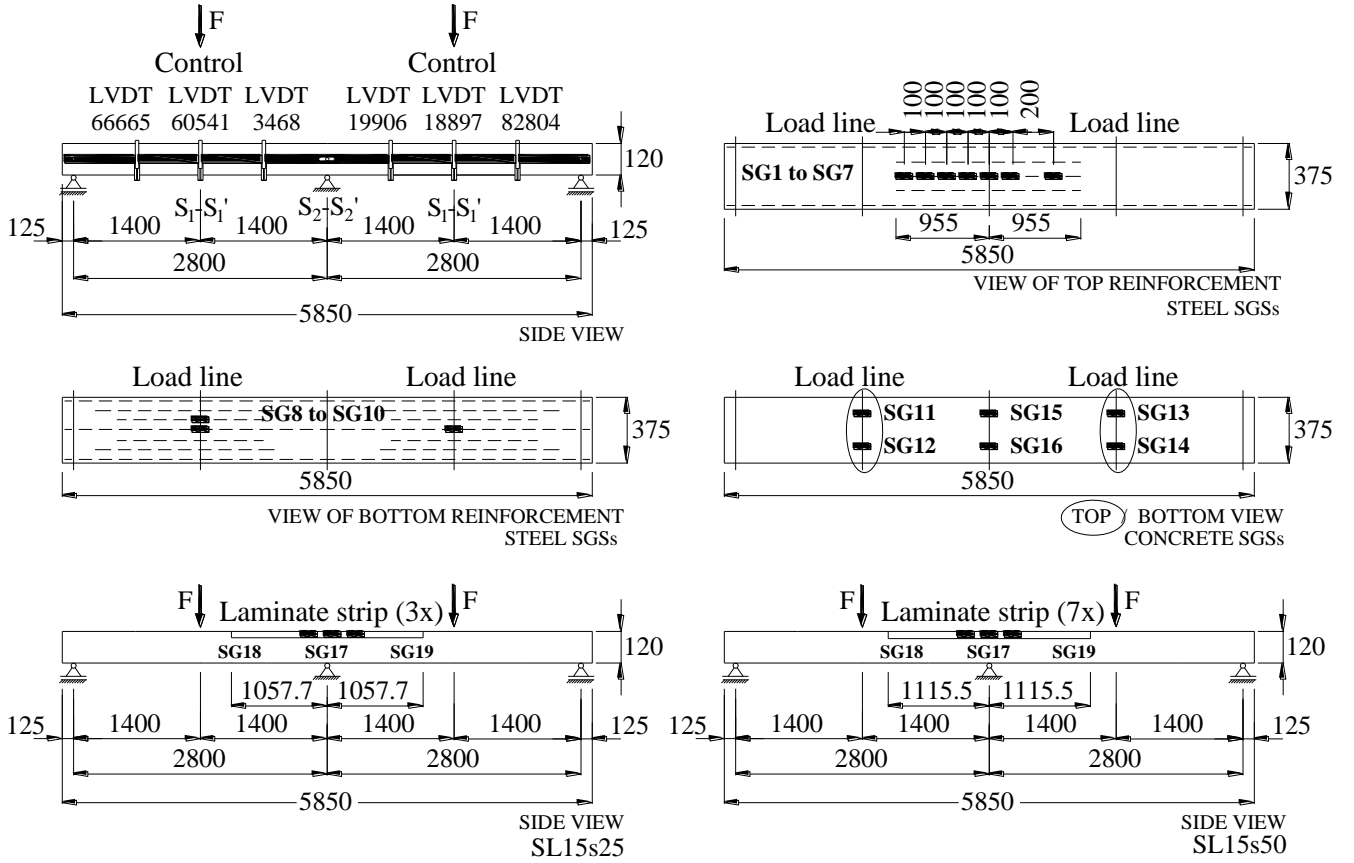 F F
Control Control
LVDT LVDT LVDT LVDT LVDT LVDT
66665 60541 3468 19906 18897 82804
120
S1-S1' S2-S2' S1-S1'
125 1400 1400 1400 1400 125
2800 2800
5850
SIDE VIEW
100 100 100 100 100 200
Load line Load line
SG1 to SG7
375
955 955
5850
VIEW OF TOP REINFORCEMENT
STEEL SGSs
Load line Load line
SG8 to SG10
375
5850
VIEW OF BOTTOM REINFORCEMENT
STEEL SGSs
Load line Load line
SG11 SG15 SG13
SG12 SG16 SG14
375
5850
TOP / BOTTOM VIEW
CONCRETE SGSs
F F
Laminate strip (3x)
SG18 SG17 SG19
120
1057.7 1057.7
125 1400 1400 1400 1400 125
2800 2800
5850
SIDE VIEW
SL15s25
F F
Laminate strip (7x)
SG18 SG17 SG19
120
1115.5 1115.5
125 1400 1400 1400 1400 125
2800 2800
5850
SIDE VIEW
SL15s50